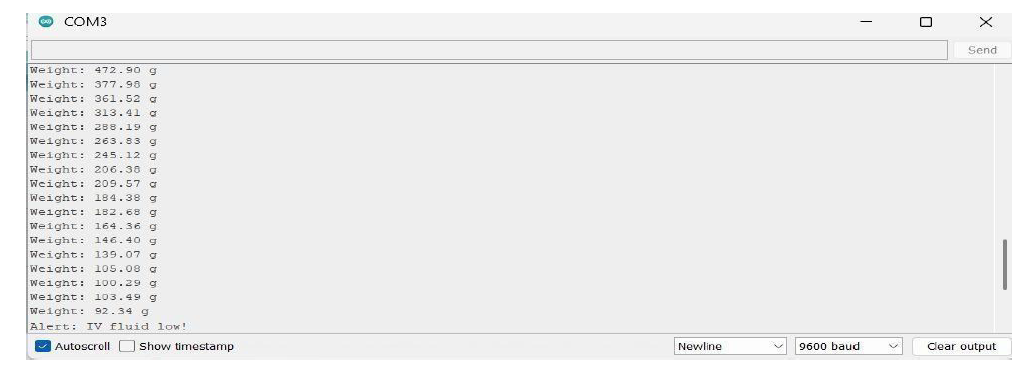 COM3
Send
Weight: 472.90 g
Weight: 377.98 g
Weight: 361.52 g
Weight: 313.41 g
Weight: 288.19 g
Weight: 263.83 g
Weight: 245.12 g
Weight: 206.38 g
Weight: 209.57 g
Weight: 184.38 g
Weight: 182.68 g
Weight: 164.36 g
Weight: 146.40 g
Weight: 139.07 g
Weight: 105.08 g
Weight: 100.29 g
Weight: 103.49 g
Weight: 92.34 g
Alert: IV fluid low!
Autoscroll Show timestamp Newline 9600 baud Clear output